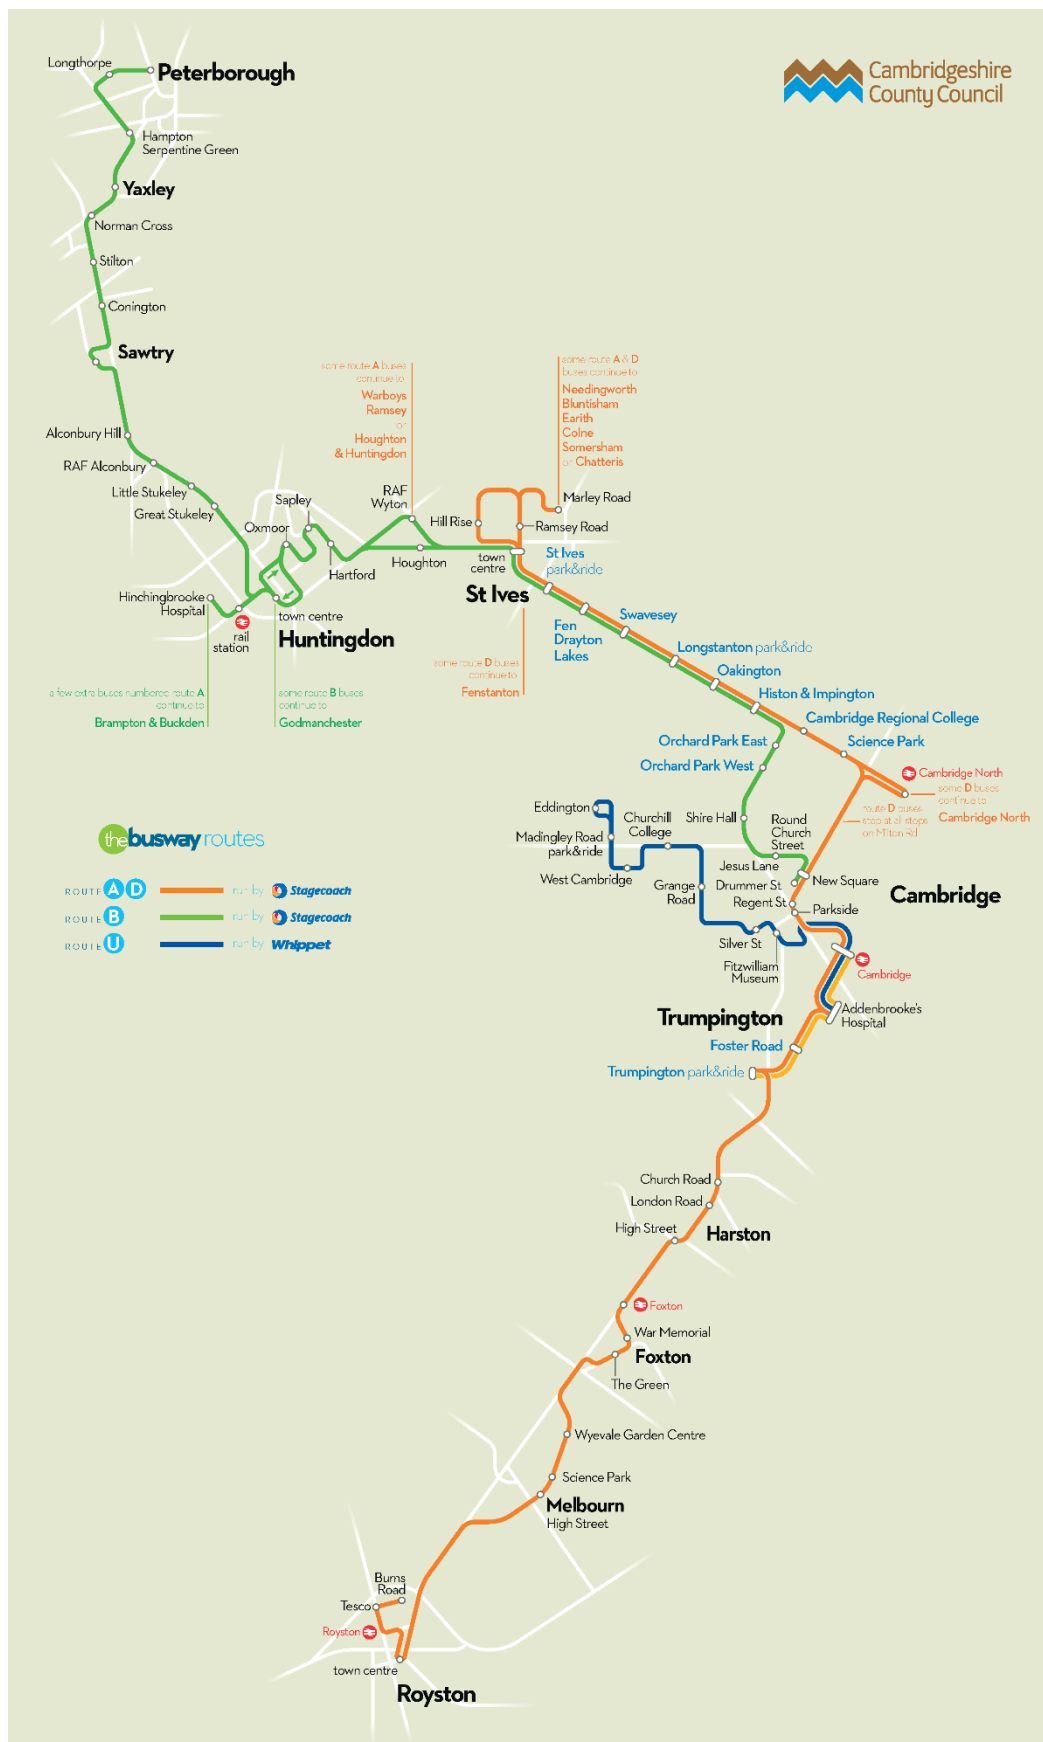 Longthorpe
Peterborough
Cambridgeshire
County Council
Hampton
Serpentine Green
Yaxley
Norman Cross
Stilton
Conington
Sawtry
some route A buses
continue to
Warboys
Ramsey
or
Houghton
& Huntingdon
some route A & D
buses continue to
Needingworth
Bluntisham
Earith
Colne
Somersham
or Chatteris
Alconbury Hill
RAF Alconbury
Little Stukeley
Great Stukeley
Sapley
Oxmoor
RAF
Wyton
Hill Rise
Marley Road
Ramsey Road
Hartford
Houghton
town
centre
St Ives
St Ives
park&ride
Hinchingbrooke
Hospital
rail
station
town centre
Huntingdon
Fen
Drayton
Lakes
Swavesey
Longstanton park&ride
Oakington
Histon & Impington
Cambridge Regional College
Science Park
a few extra buses numbered route A
continue to
Brampton & Buckden
some route B buses
continue to
Godmanchester
some route D buses
continue to
Fenstanton
Orchard Park East
Orchard Park West
Cambridge North
some D buses
continue to
Cambridge North
route D buses
stop at all stops
on Milton Rd
Eddington
Madingley Road
park&ride
West Cambridge
Churchill
College
Shire Hall
Round
Church
Street
Jesus Lane
Grange
Road
Drummer St
New Square
Regent St
Parkside
Cambridge
Silver St
Fitzwilliam
Museum
Cambridge
the busway routes
ROUTE A D run by Stagecoach
ROUTE B run by Stagecoach
ROUTE U run by Whippet
Trumpington
Addenbrooke's
Hospital
Foster Road
Trumpington park&ride
Church Road
London Road
High Street
Harston
Foxton
War Memorial
Foxton
The Green
Wyevale Garden Centre
Science Park
Melbourn
High Street
Burns
Road
Tesco
Royston
town centre
Royston